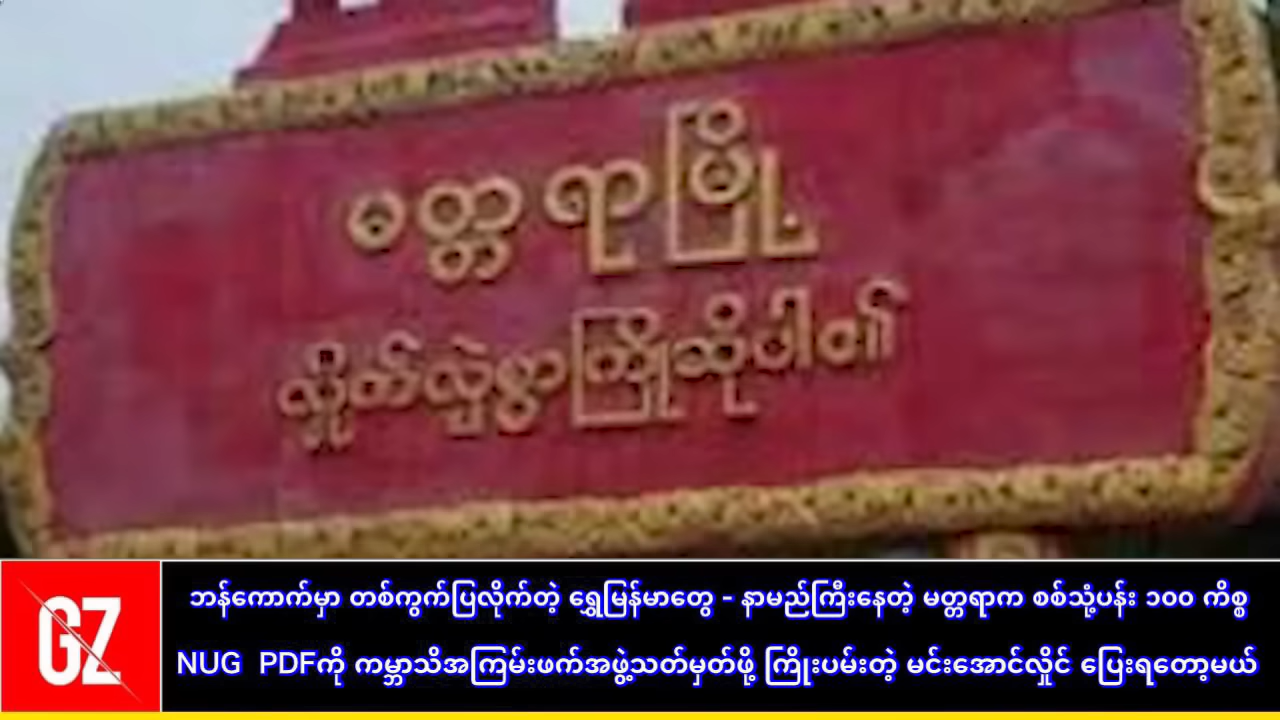 မတ္တရာမြို့
လှိုက်လှဲစွာကြိုဆိုပါ၏
GZ
ဘန်ကောက်မှာ တစ်ကွက်ပြလိုက်တဲ့ ရွှေမြန်မာတွေ - နာမည်ကြီးနေတဲ့ မတ္တရာက စစ်သုံ့ပန်း ၁၀၀ ကိစ္စ
NUG PDFကို ကမ္ဘာသိအကြမ်းဖက်အဖွဲ့သတ်မှတ်ဖို့ ကြိုးပမ်းတဲ့ မင်းအောင်လှိုင် ပြေးရတော့မယ်